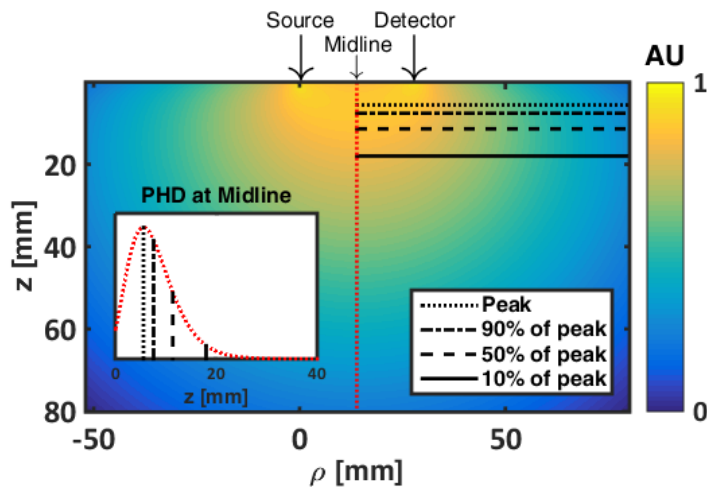 Source
Detector
Midline
AU
1
0
z [mm]
20
40
60
80
-50
0
50
ρ [mm]
PHD at Midline
0
20
40
z [mm]
Peak
90% of peak
50% of peak
10% of peak